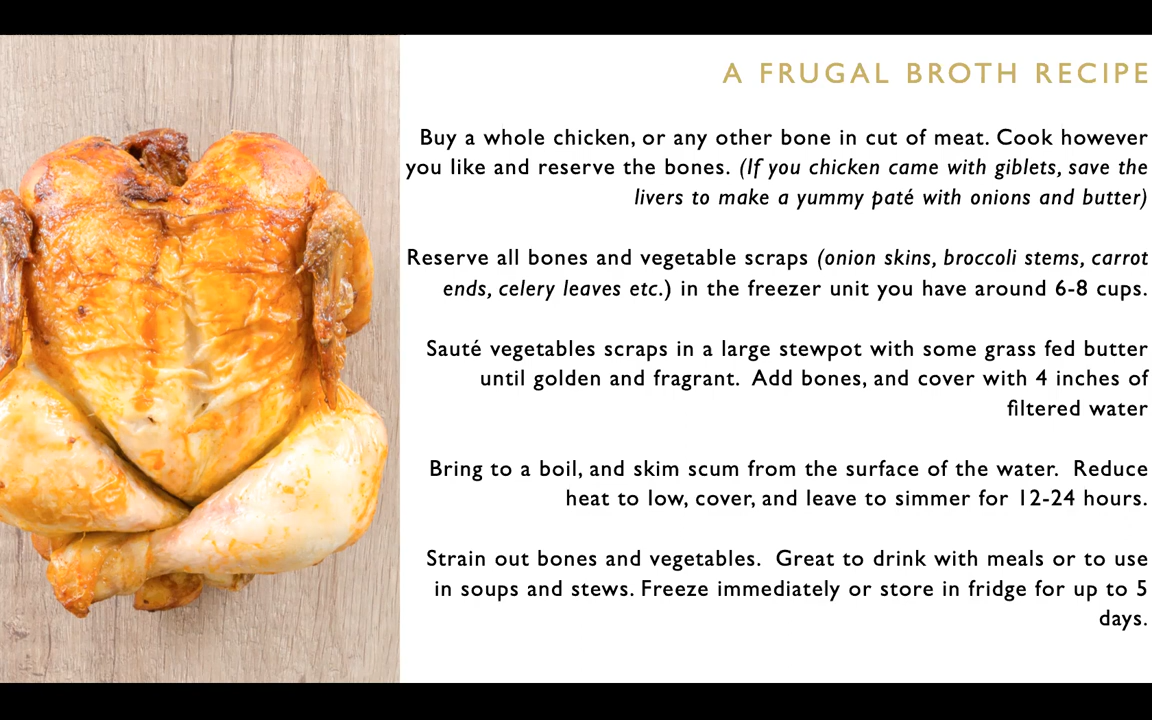 A FRUGAL BROTH RECIPE
Buy a whole chicken, or any other bone in cut of meat. Cook however
you like and reserve the bones. (If you chicken came with giblets, save the
livers to make a yummy paté with onions and butter)
Reserve all bones and vegetable scraps (onion skins, broccoli stems, carrot
ends, celery leaves etc.) in the freezer unit you have around 6-8 cups.
Sauté vegetables scraps in a large stewpot with some grass fed butter
until golden and fragrant.  Add bones, and cover with 4 inches of
filtered water
Bring to a boil, and skim scum from the surface of the water.  Reduce
heat to low, cover, and leave to simmer for 12-24 hours.
Strain out bones and vegetables.  Great to drink with meals or to use
in soups and stews. Freeze immediately or store in fridge for up to 5
days.